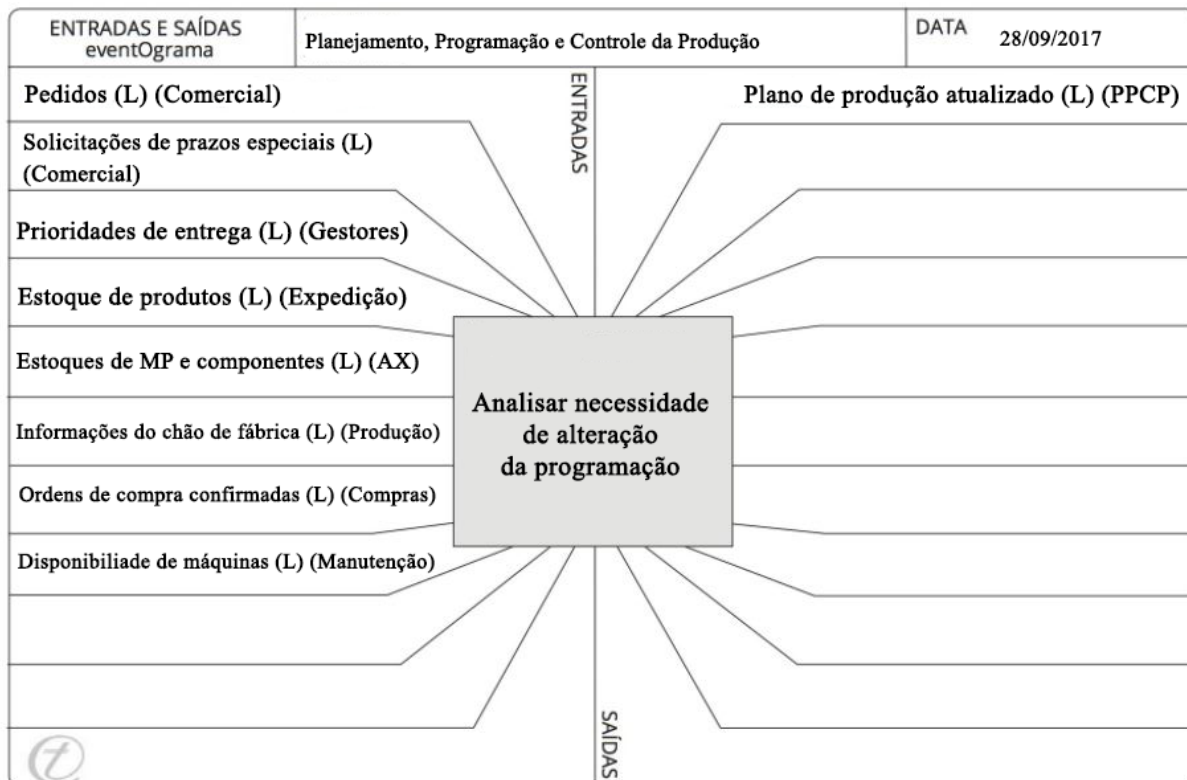 ENTRADAS E SAÍDAS
eventOgrama
Planejamento, Programação e Controle da Produção
DATA
28/09/2017
ENTRADAS
Pedidos (L) (Comercial)
Solicitações de prazos especiais (L)
(Comercial)
Prioridades de entrega (L) (Gestores)
Estoque de produtos (L) (Expedição)
Estoques de MP e componentes (L) (AX)
Informações do chão de fábrica (L) (Produção)
Ordens de compra confirmadas (L) (Compras)
Disponibiliade de máquinas (L) (Manutenção)
Analisar necessidade
de alteração
da programação
Plano de produção atualizado (L) (PPCP)
SAÍDAS